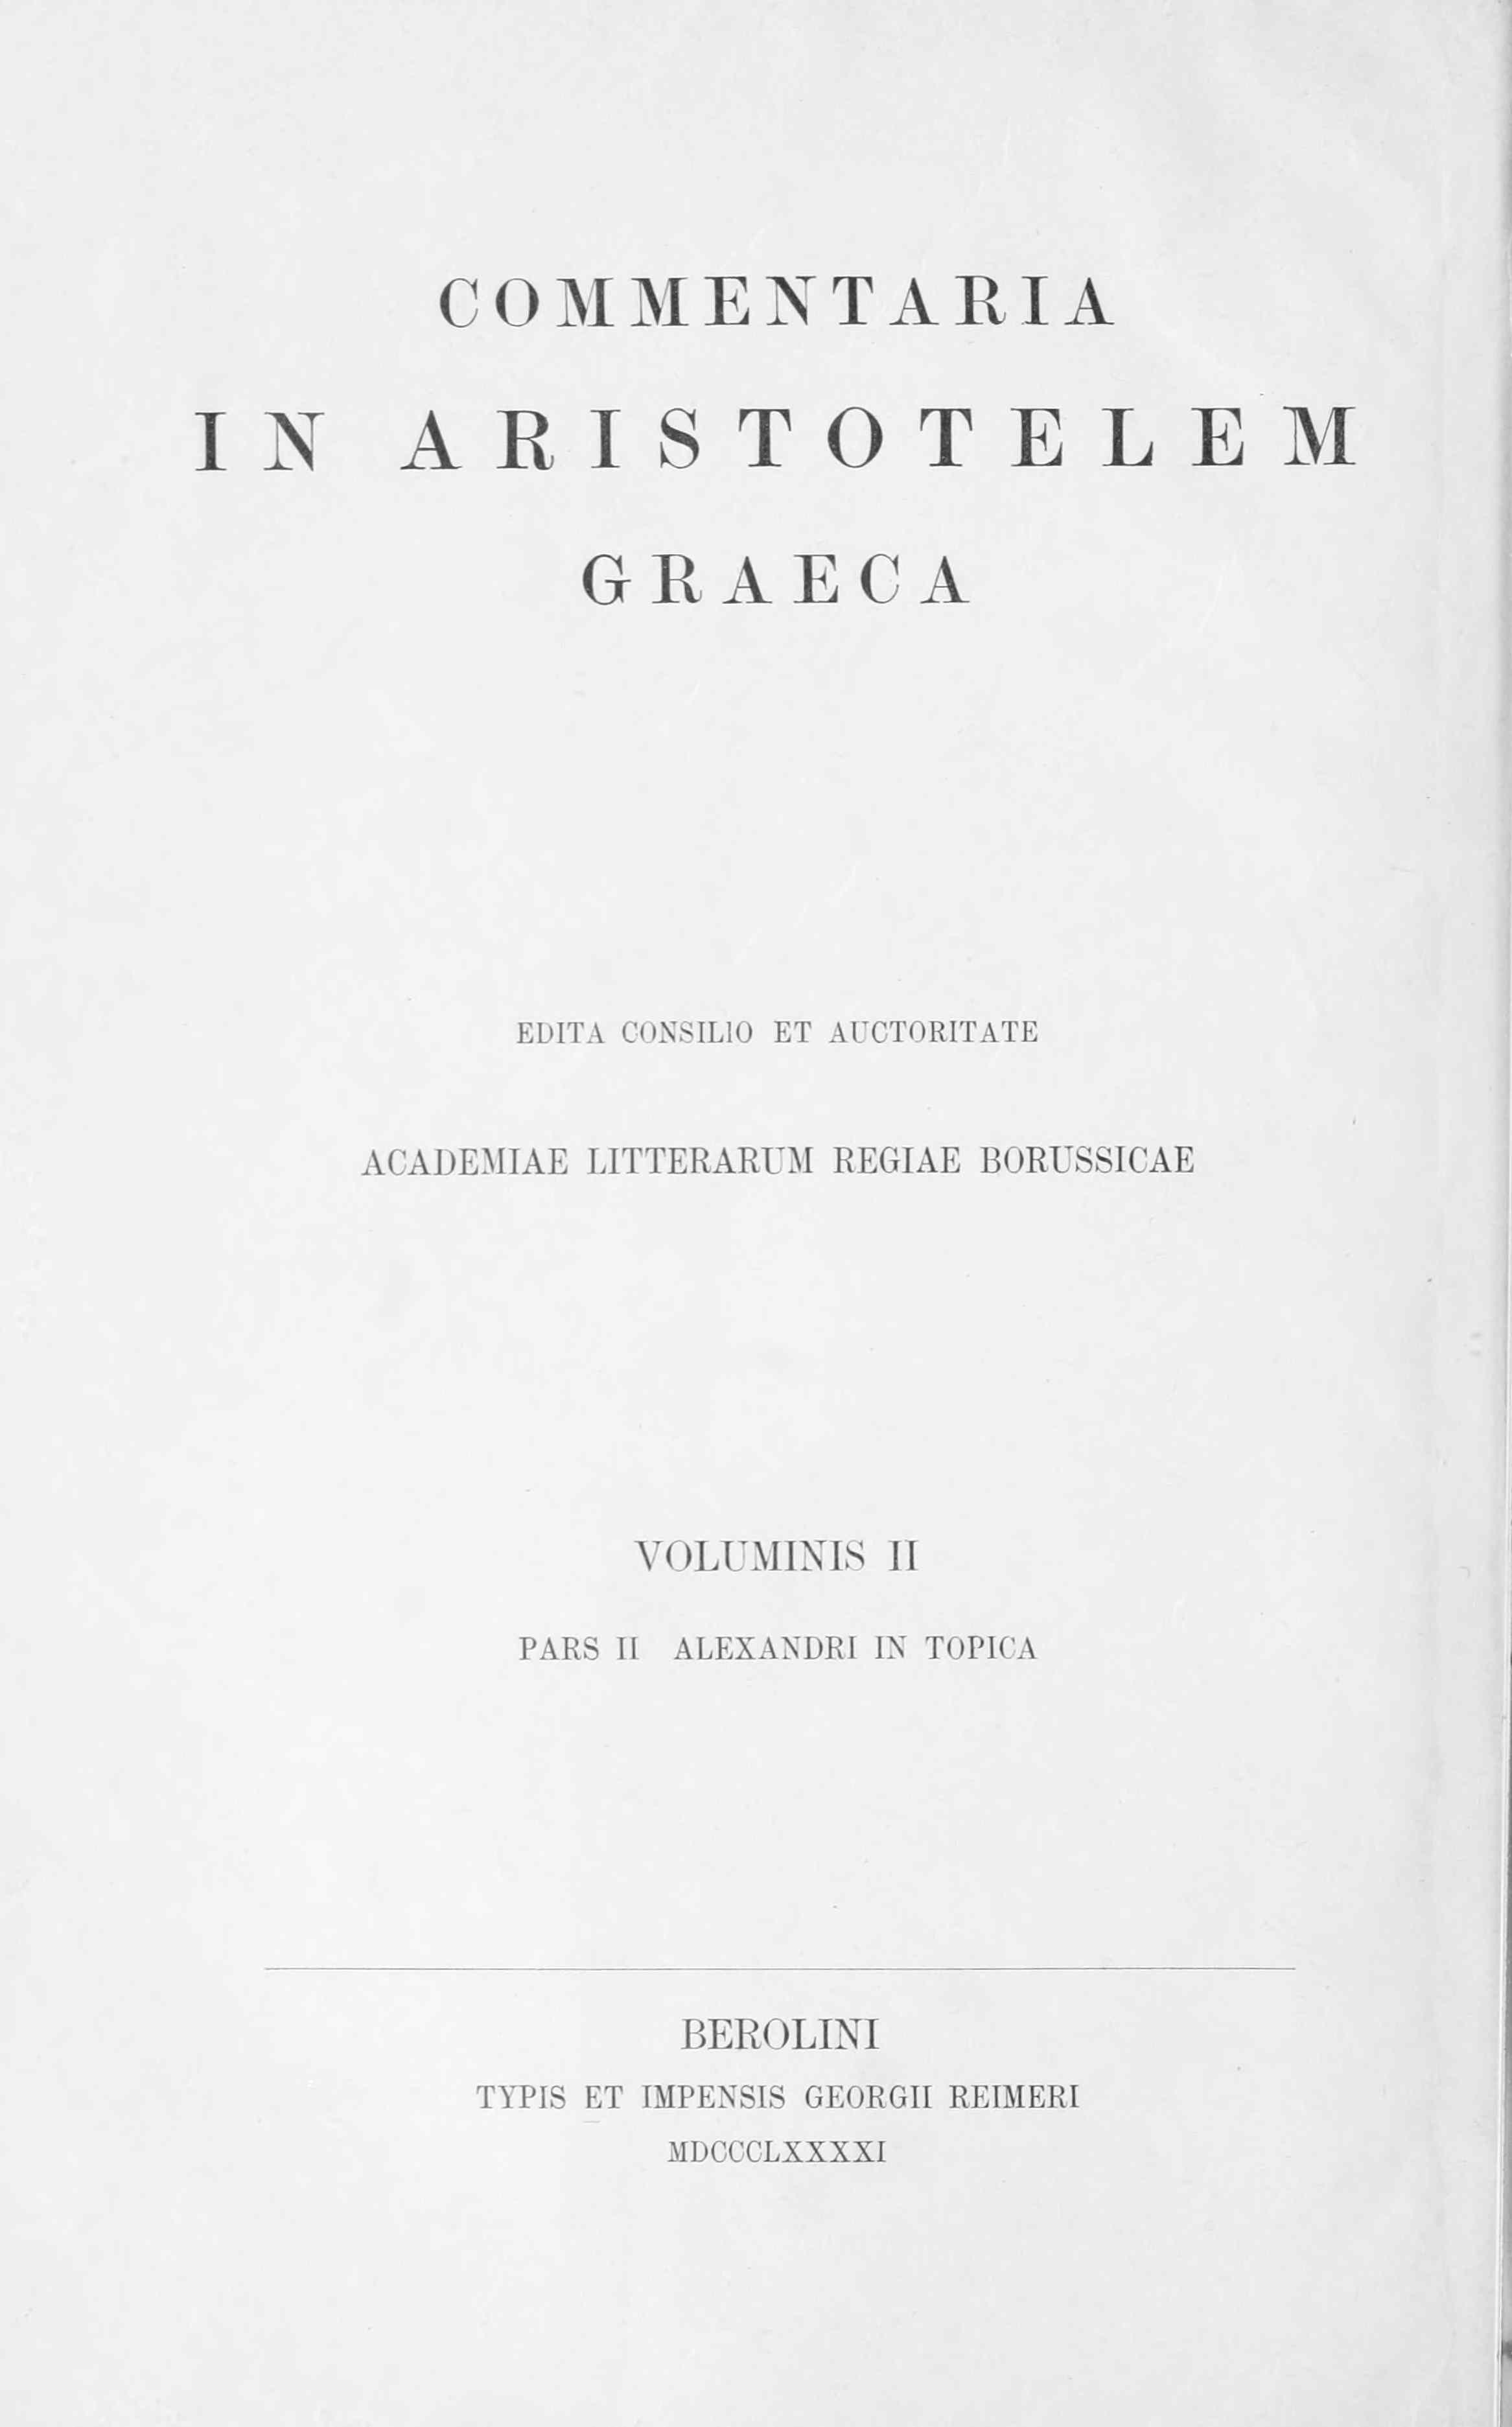 COMMENTARIA
IN ARISTOTELEM
GRAECA
EDITA CONSILIO ET AUCTORITATE
ACADEMIAE LITTERARUM REGIAE BORUSSICAE
VOLUMINIS II
PARS II ALEXANDRI IN TOPICA
BEROLINI
TYPIS ET IMPENSIS GEORGII REIMERI
MDCCCLXXXXI